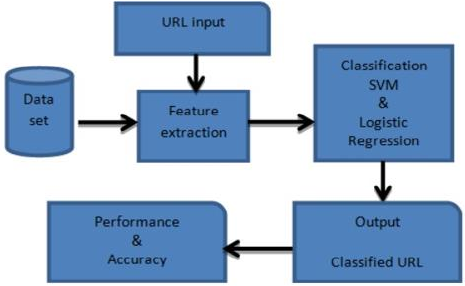 URL input
Data
set
Feature
extraction
Classification
SVM
&
Logistic
Regression
Performance
&
Accuracy
Output
Classified URL